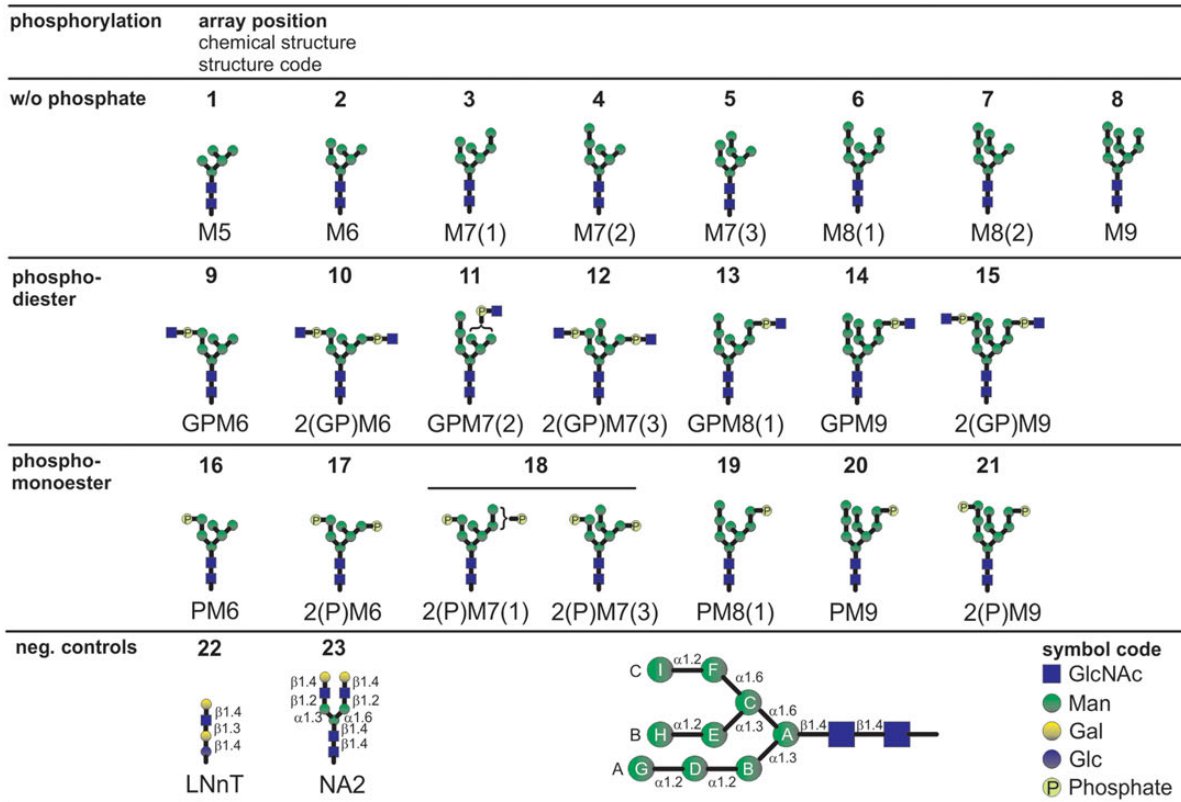 phosphorylation array position
chemical structure
structure code
w/o phosphate 1 2 3 4 5 6 7 8
M5 M6 M7(1) M7(2) M7(3) M8(1) M8(2) M9
phospho-
diester
9 10 11 12 13 14 15
P
P P P P P P P P
GPM6 2(GP)M6 GPM7(2) 2(GP)M7(3) GPM8(1) GPM9 2(GP)M9
phospho-
monoester
16 17 18 19 20 21
P P P P P P P P P P P
PM6 2(P)M6 2(P)M7(1) 2(P)M7(3) PM8(1) PM9 2(P)M9
neg. controls 22 23
β1.4
β1.3
β1.4
LNnT
β1.4 β1.4
β1.2 β1.2
α1.3 α1.6
β1.4
β1.4
NA2
C I α1.2 F α1.6
C α1.6
B H α1.2 E α1.3 A β1.4 β1.4
A G α1.2 D α1.2 B α1.3
symbol code
GlcNAc
Man
Gal
Glc
P Phosphate